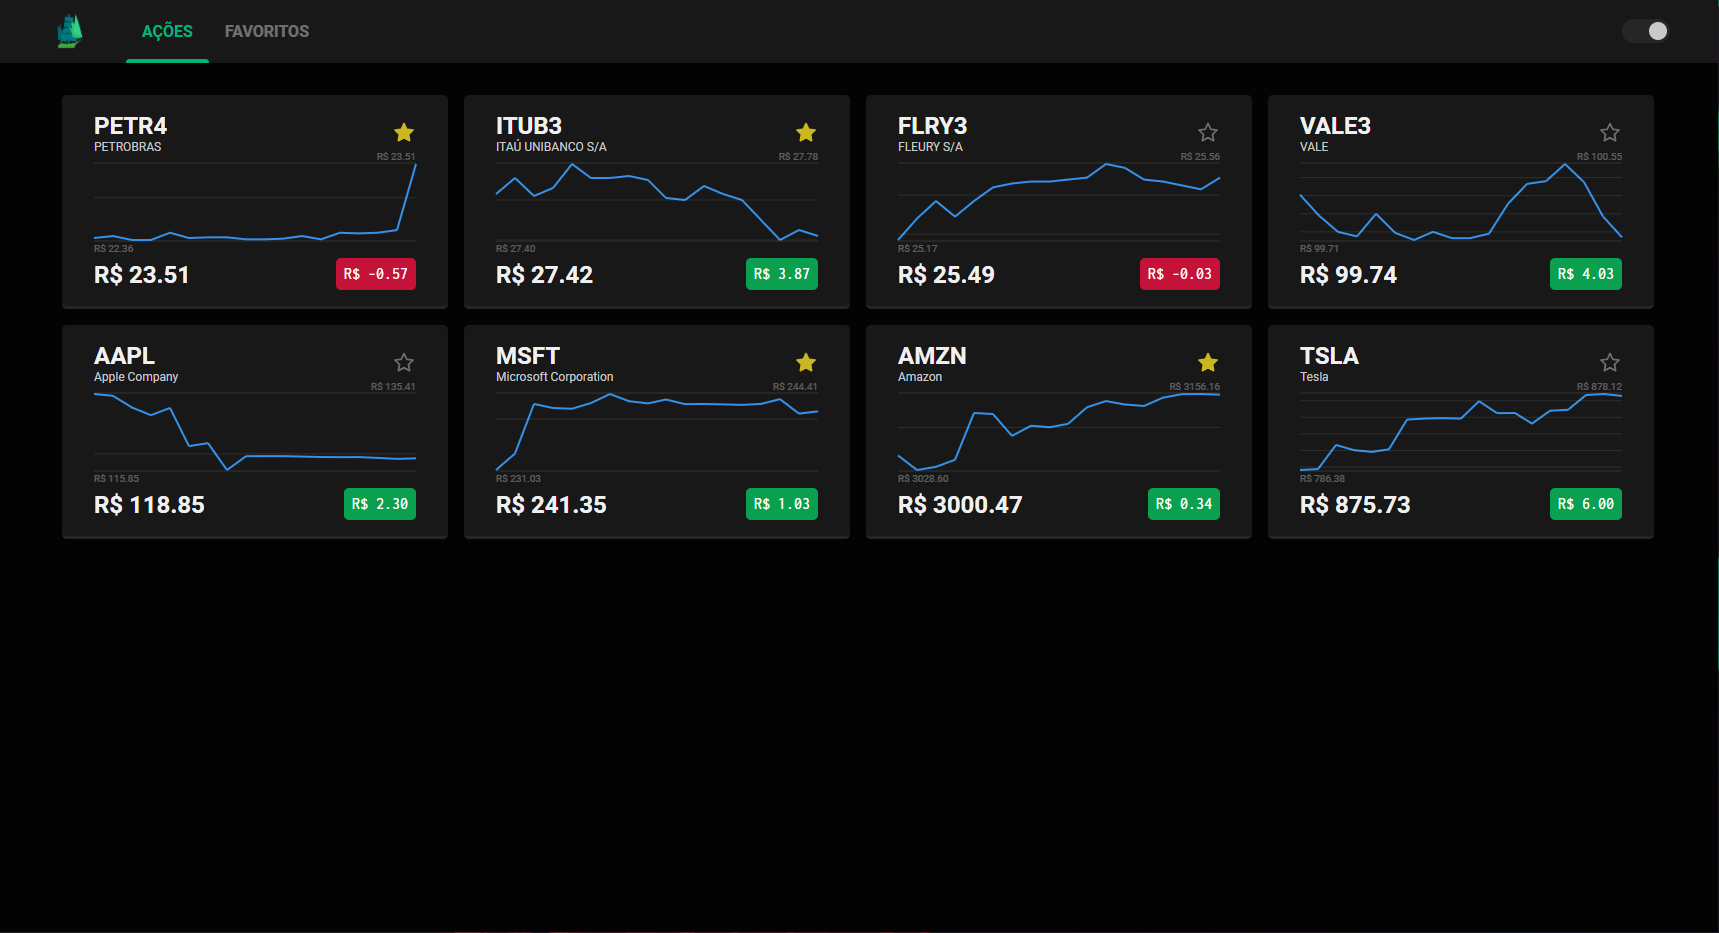 AÇÕES
FAVORITOS
PETR4
PETROBRAS
R$ 23.51
R$ 22.36
R$ 23.51
R$ -0.57
ITUB3
ITAÚ UNIBANCO S/A
R$ 27.78
R$ 27.40
R$ 27.42
R$ 3.87
FLRY3
FLEURY S/A
R$ 25.56
R$ 25.17
R$ 25.49
R$ -0.03
VALE3
VALE
R$ 100.55
R$ 99.71
R$ 99.74
R$ 4.03
AAPL
Apple Company
R$ 135.41
R$ 115.85
R$ 118.85
R$ 2.30
MSFT
Microsoft Corporation
R$ 244.41
R$ 231.03
R$ 241.35
R$ 1.03
AMZN
Amazon
R$ 3156.16
R$ 3028.60
R$ 3000.47
R$ 0.34
TSLA
Tesla
R$ 878.12
R$ 786.38
R$ 875.73
R$ 6.00